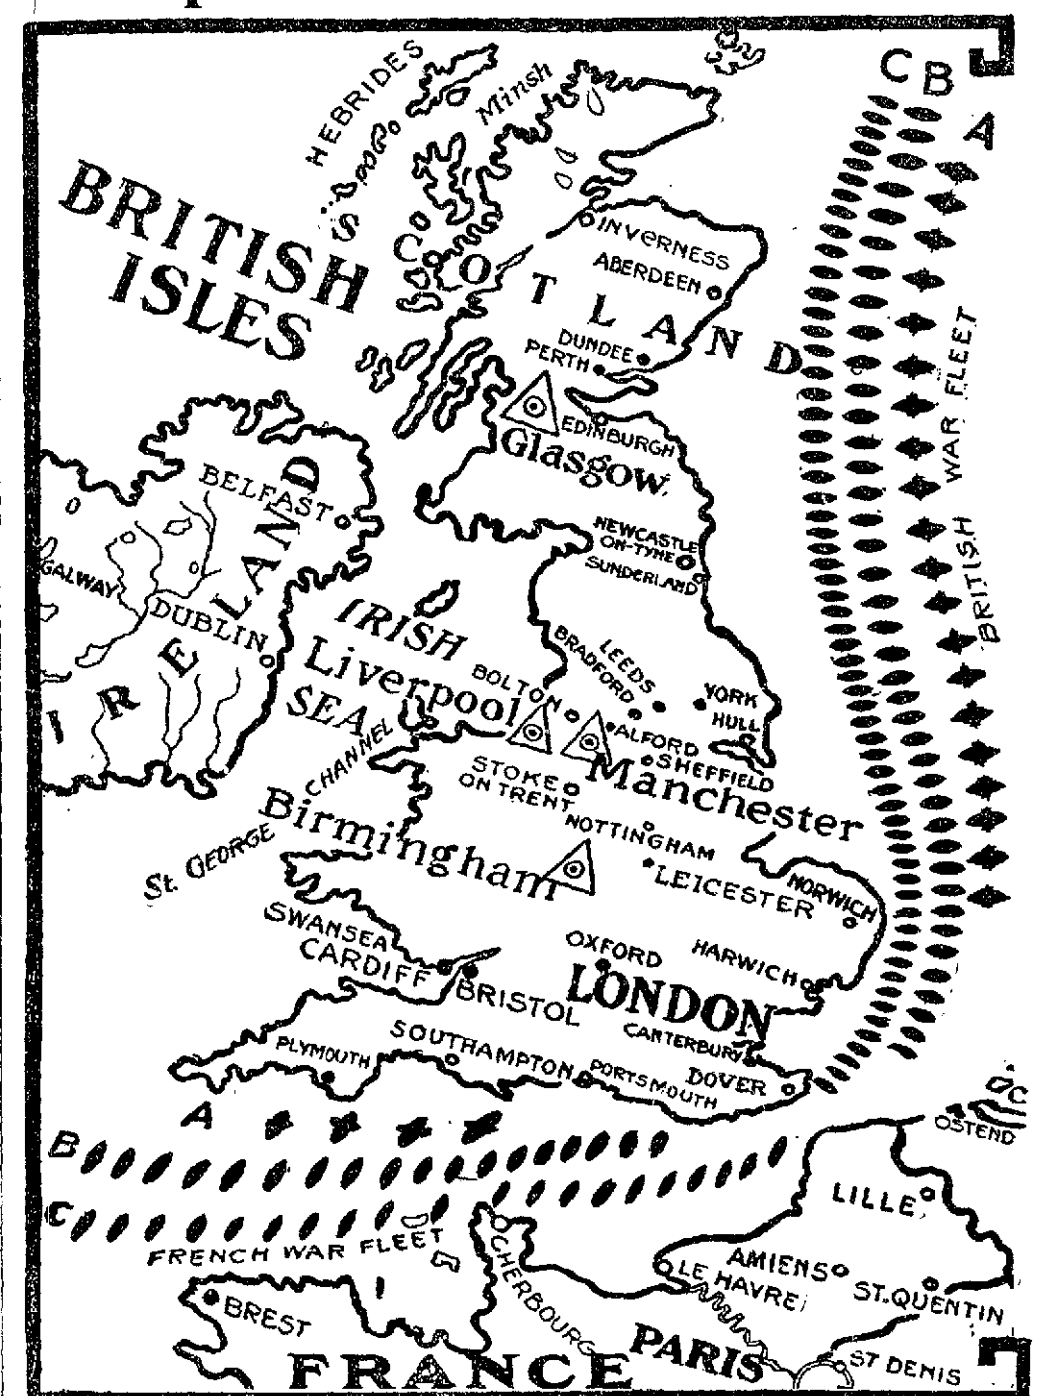 HEBRIDES
Minsh
C B
A
BRITISH
ISLES
SCOTLAND
INVERNESS
ABERDEEN
DUNDEE
PERTH
EDINBURGH
Glasgow
BRITISH WAR FLEET
BELFAST
IRELAND
GALWAY
DUBLIN
NEWCASTLE
ON-TYNE
SUNDERLAND
IRISH
SEA
Liverpool
BOLTON
BRADFORD
LEEDS
YORK
HULL
ALFORD
SHEFFIELD
Manchester
STOKE
ON TRENT
St. GEORGE CHANNEL
Birmingham
NOTTINGHAM
LEICESTER
NORWICH
SWANSEA
CARDIFF
BRISTOL
OXFORD
HARWICH
LONDON
CANTERBURY
SOUTHAMPTON
PLYMOUTH
PORTSMOUTH
DOVER
A
B
C
FRENCH WAR FLEET
C
OSTEND
LILLE
CHERBOURG
AMIENS
LE HAVRE
ST.QUENTIN
BREST
PARIS
ST DENIS
FRANCE